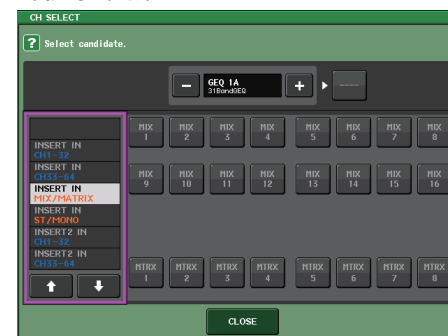 CH SELECT
? Select candidate.
− GEQ 1A +
31BandGEQ
INSERT IN
CH1-32
INSERT IN
CH33-64
INSERT IN
MIX/MATRIX
INSERT IN
ST/MONO
INSERT2 IN
CH1-32
INSERT2 IN
CH33-64
MIX 1 MIX 2 MIX 3 MIX 4 MIX 5 MIX 6 MIX 7 MIX 8
MIX 9 MIX 10 MIX 11 MIX 12 MIX 13 MIX 14 MIX 15 MIX 16
MTRX 1 MTRX 2 MTRX 3 MTRX 4 MTRX 5 MTRX 6 MTRX 7 MTRX 8
CLOSE